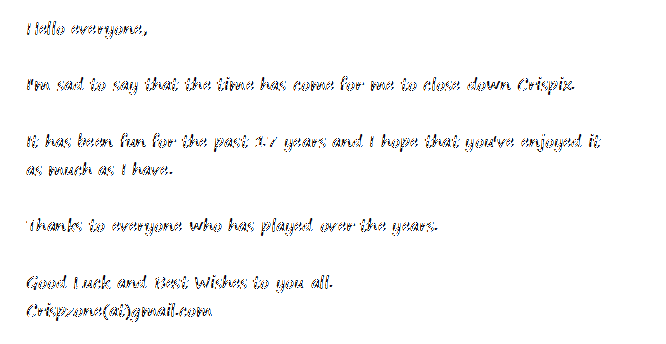 Hello everyone,
I'm sad to say that the time has come for me to close down Crispix.
It has been fun for the past 17 years and I hope that you've enjoyed it
as much as I have.
Thanks to everyone who has played over the years.
Good Luck and Best Wishes to you all.
Crispzone(at)gmail.com